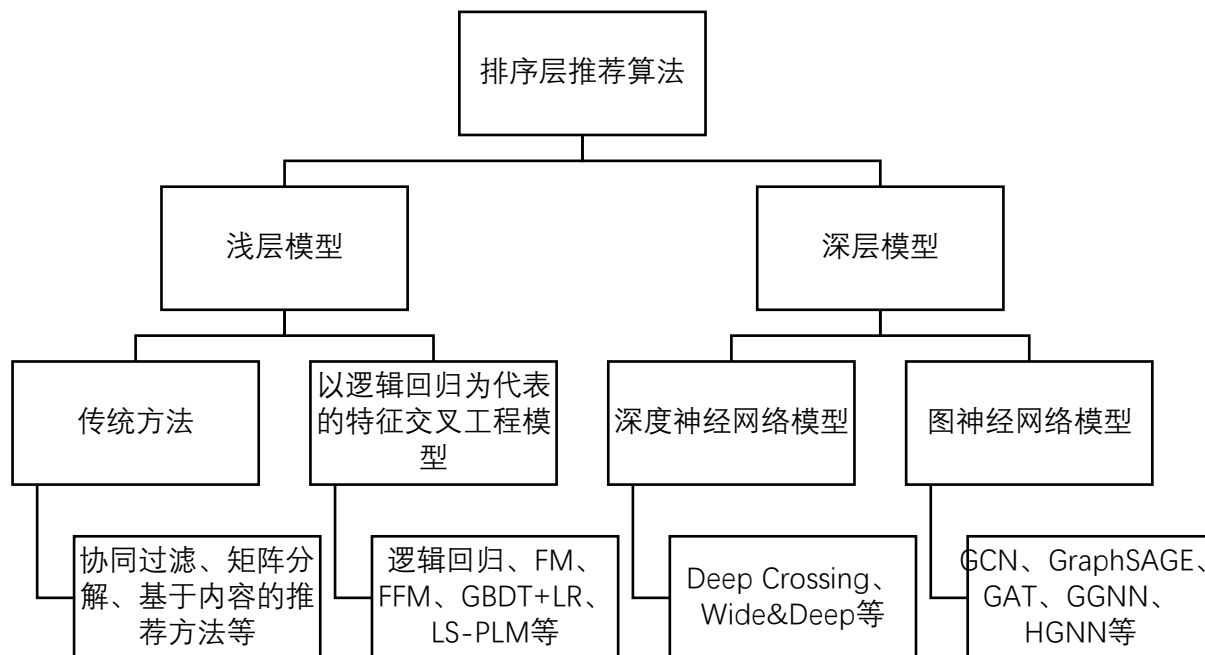 排序层推荐算法
浅层模型
深层模型
传统方法
以逻辑回归为代表
的特征交叉工程模
型
深度神经网络模型
图神经网络模型
协同过滤、矩阵分
解、基于内容的推
荐方法等
逻辑回归、FM、
FFM、GBDT+LR、
LS-PLM等
Deep Crossing、
Wide&Deep等
GCN、GraphSAGE、
GAT、GGNN、
HGNN等